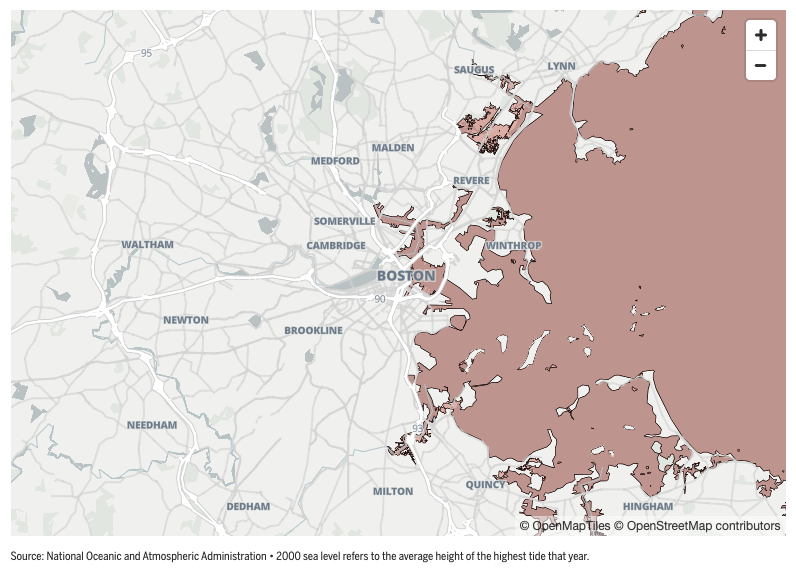 95
SAUGUS
LYNN
+
−
MALDEN
MEDFORD
REVERE
SOMERVILLE
WALTHAM
CAMBRIDGE
WINTHROP
BOSTON
90
NEWTON
BROOKLINE
NEEDHAM
93
MILTON
QUINCY
DEDHAM
HINGHAM
© OpenMapTiles © OpenStreetMap contributors
Source: National Oceanic and Atmospheric Administration • 2000 sea level refers to the average height of the highest tide that year.